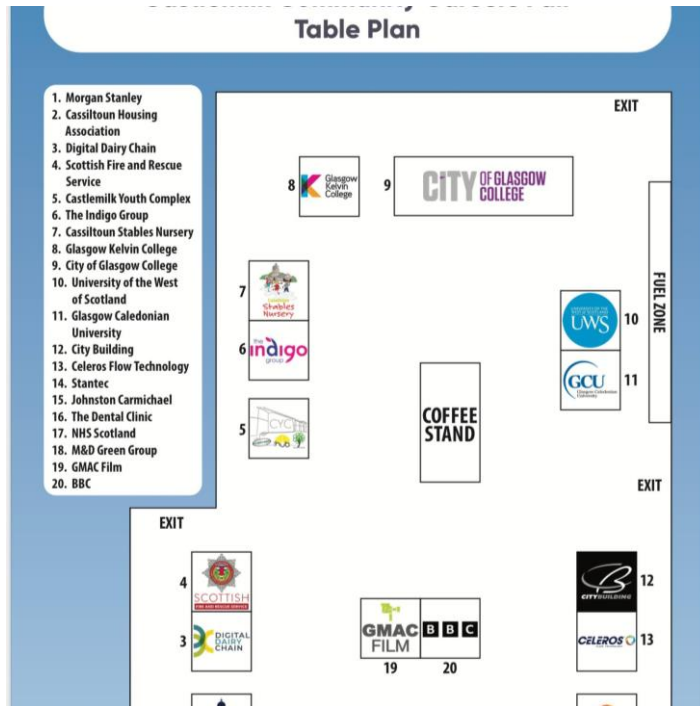 Table Plan
1. Morgan Stanley
2. Cassiltoun Housing
Association
3. Digital Dairy Chain
4. Scottish Fire and Rescue
Service
5. Castlemilk Youth Complex
6. The Indigo Group
7. Cassiltoun Stables Nursery
8. Glasgow Kelvin College
9. City of Glasgow College
10. University of the West
of Scotland
11. Glasgow Caledonian
University
12. City Building
13. Celeros Flow Technology
14. Stantec
15. Johnston Carmichael
16. The Dental Clinic
17. NHS Scotland
18. M&D Green Group
19. GMAC Film
20. BBC
EXIT
8
Glasgow
Kelvin
College
9
CiTY OF GLASGOW
COLLEGE
7
Stables
Nursery
FUEL ZONE
UWS
10
6
the
indigo
group
GCU
Glasgow Caledonian
University
11
COFFEE
STAND
5
CYC
EXIT
EXIT
4
SCOTTISH
FIRE AND RESCUE SERVICE
CITYBUILDING
12
3
DIGITAL
DAIRY
CHAIN
GMAC
FILM
BBC
CELEROS
13
19
20